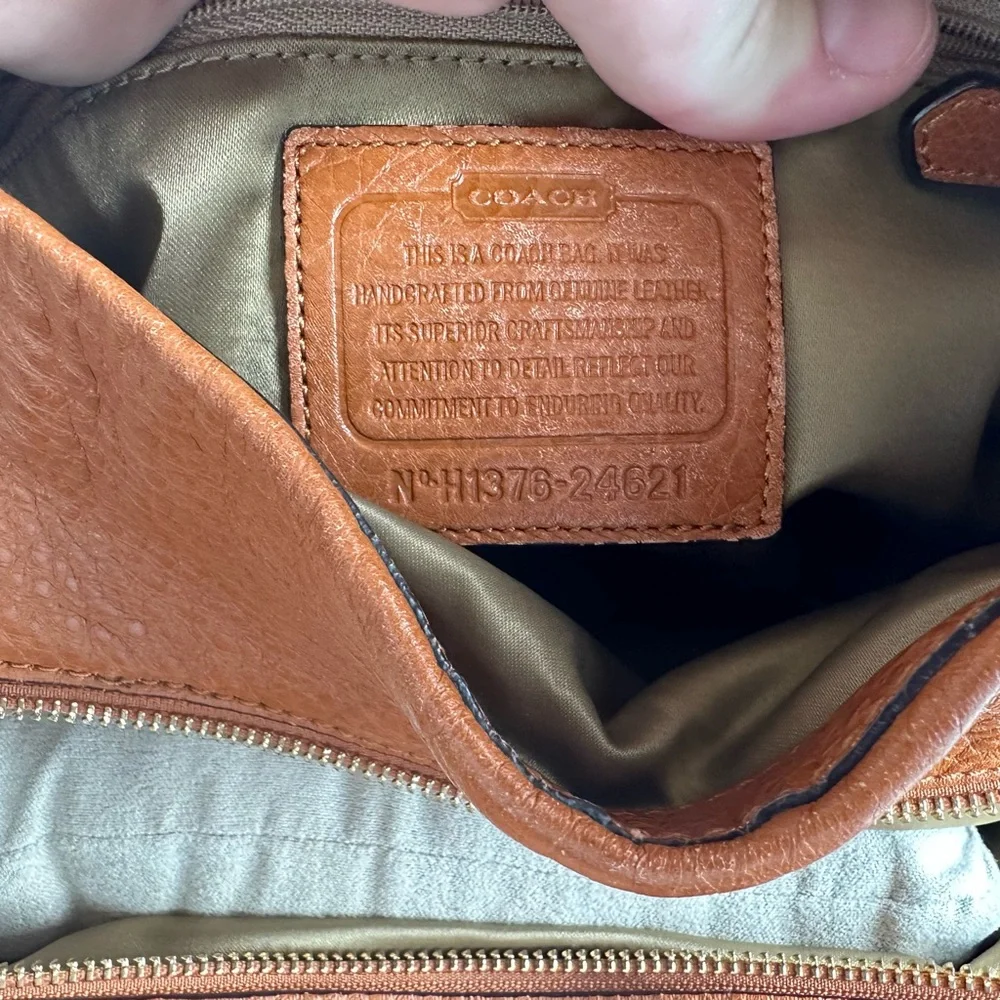 THIS IS A COACH BAG. IT WAS
HANDCRAFTED FROM GENUINE LEATHER.
ITS SUPERIOR CRAFTSMANSHIP AND
ATTENTION TO DETAIL REFLECT OUR
COMMITMENT TO ENDURING QUALITY.
Nº-H1376-24621